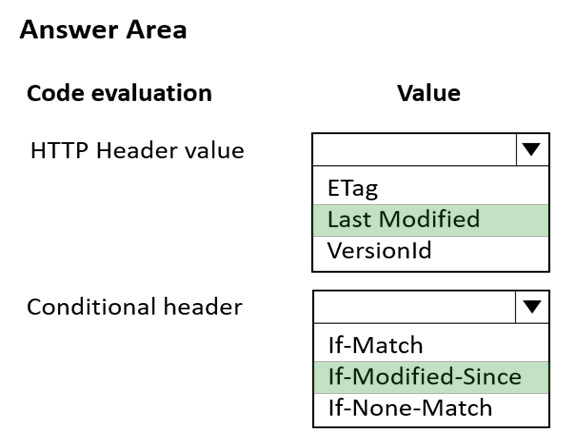 Answer Area
Code evaluation Value
HTTP Header value
ETag
Last Modified
VersionId
Conditional header
If-Match
If-Modified-Since
If-None-Match